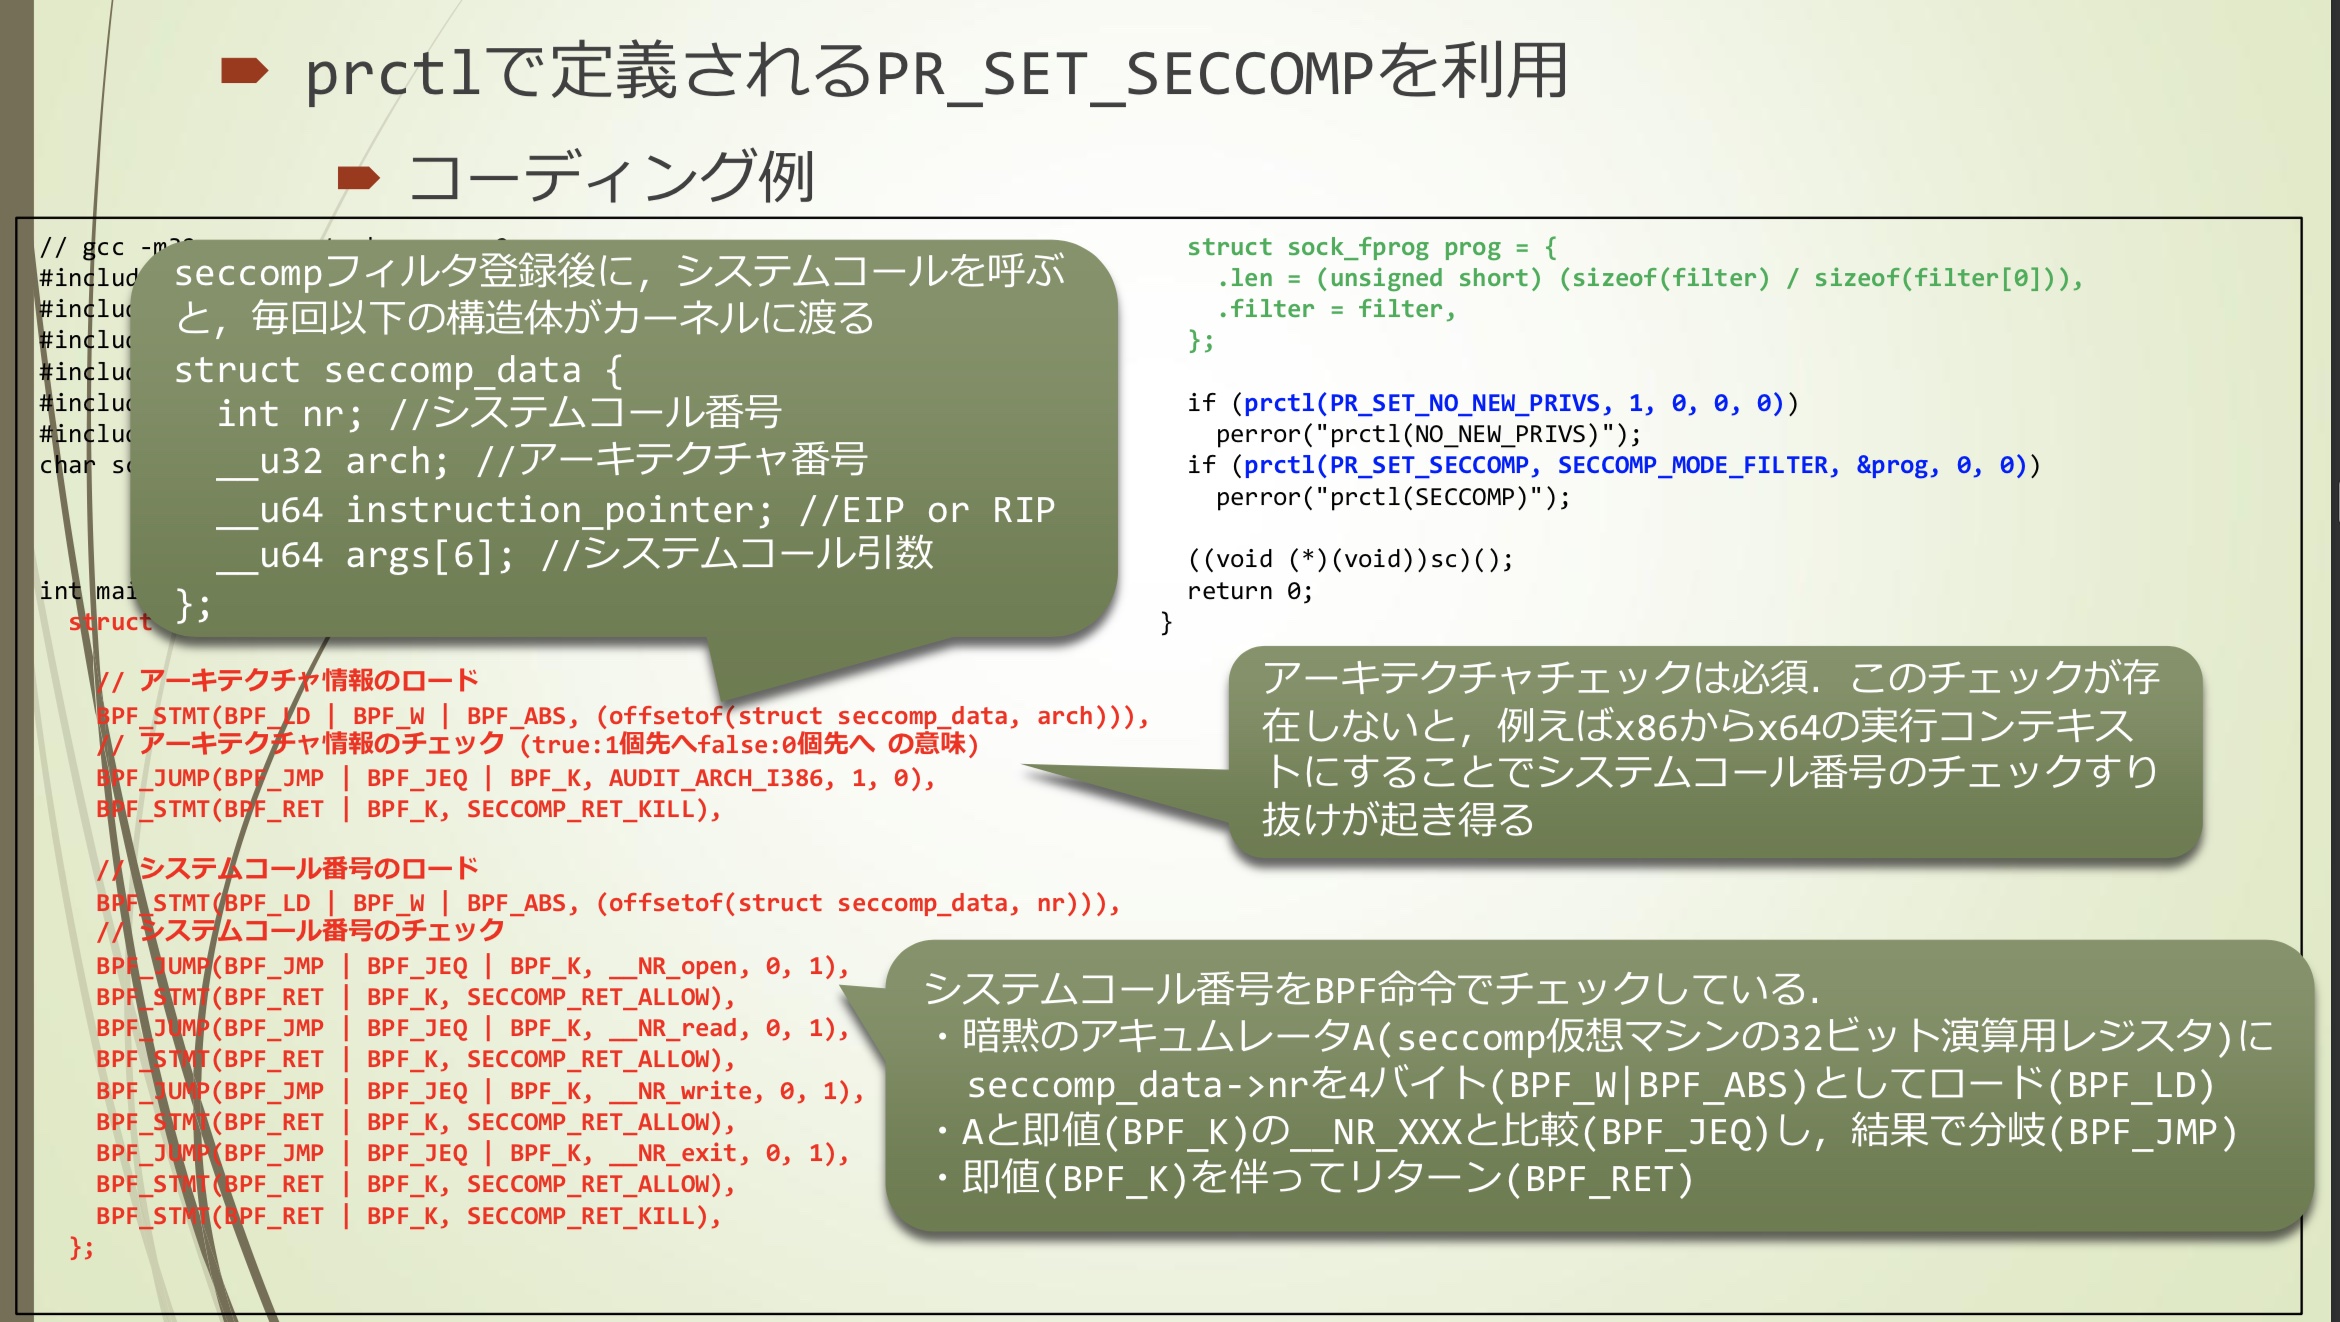 prctlで定義されるPR_SET_SECCOMPを利用
コーディング例
// gcc
#includ
#includ
#includ
#includ
#includ
#includ
char sc
int mai
struct
seccompフィルタ登録後に，システムコールを呼ぶ
と，毎回以下の構造体がカーネルに渡る
struct seccomp_data {
int nr; //システムコール番号
__u32 arch; //アーキテクチャ番号
__u64 instruction_pointer; //EIP or RIP
__u64 args[6]; //システムコール引数
};
// アーキテクチャ情報のロード
BPF_STMT(BPF_LD | BPF_W | BPF_ABS, (offsetof(struct seccomp_data, arch))),
// アーキテクチャ情報のチェック (true:1個先へfalse:0個先へ の意味)
BPF_JUMP(BPF_JMP | BPF_JEQ | BPF_K, AUDIT_ARCH_I386, 1, 0),
BPF_STMT(BPF_RET | BPF_K, SECCOMP_RET_KILL),
// システムコール番号のロード
BPF_STMT(BPF_LD | BPF_W | BPF_ABS, (offsetof(struct seccomp_data, nr))),
// システムコール番号のチェック
BPF_JUMP(BPF_JMP | BPF_JEQ | BPF_K, __NR_open, 0, 1),
BPF_STMT(BPF_RET | BPF_K, SECCOMP_RET_ALLOW),
BPF_JUMP(BPF_JMP | BPF_JEQ | BPF_K, __NR_read, 0, 1),
BPF_STMT(BPF_RET | BPF_K, SECCOMP_RET_ALLOW),
BPF_JUMP(BPF_JMP | BPF_JEQ | BPF_K, __NR_write, 0, 1),
BPF_STMT(BPF_RET | BPF_K, SECCOMP_RET_ALLOW),
BPF_JUMP(BPF_JMP | BPF_JEQ | BPF_K, __NR_exit, 0, 1),
BPF_STMT(BPF_RET | BPF_K, SECCOMP_RET_ALLOW),
BPF_STMT(BPF_RET | BPF_K, SECCOMP_RET_KILL),
};
struct sock_fprog prog = {
.len = (unsigned short) (sizeof(filter) / sizeof(filter[0])),
.filter = filter,
};
if (prctl(PR_SET_NO_NEW_PRIVS, 1, 0, 0, 0))
perror("prctl(NO_NEW_PRIVS)");
if (prctl(PR_SET_SECCOMP, SECCOMP_MODE_FILTER, &prog, 0, 0))
perror("prctl(SECCOMP)");
((void (*)(void))sc)();
return 0;
}
アーキテクチャチェックは必須．このチェックが存
在しないと，例えばx86からx64の実行コンテキス
トにすることでシステムコール番号のチェックすり
抜けが起き得る
システムコール番号をBPF命令でチェックしている．
・暗黙のアキュムレータA(seccomp仮想マシンの32ビット演算用レジスタ)に
seccomp_data->nrを4バイト(BPF_W|BPF_ABS)としてロード(BPF_LD)
・Aと即値(BPF_K)の__NR_XXXと比較(BPF_JEQ)し，結果で分岐(BPF_JMP)
・即値(BPF_K)を伴ってリターン(BPF_RET)